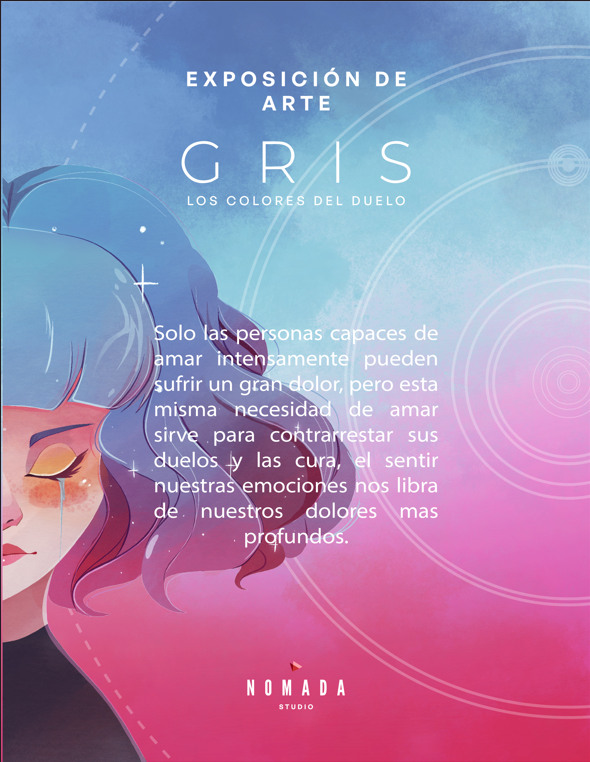 EXPOSICIÓN DE
ARTE
GRIS
LOS COLORES DEL DUELO
Solo las personas capaces de
amar intensamente pueden
sufrir un gran dolor, pero esta
misma necesidad de amar
sirve para contrarrestar sus
duelos y las cura, el sentir
nuestras emociones nos libra
de nuestros dolores mas
profundos.
NOMADA
STUDIO